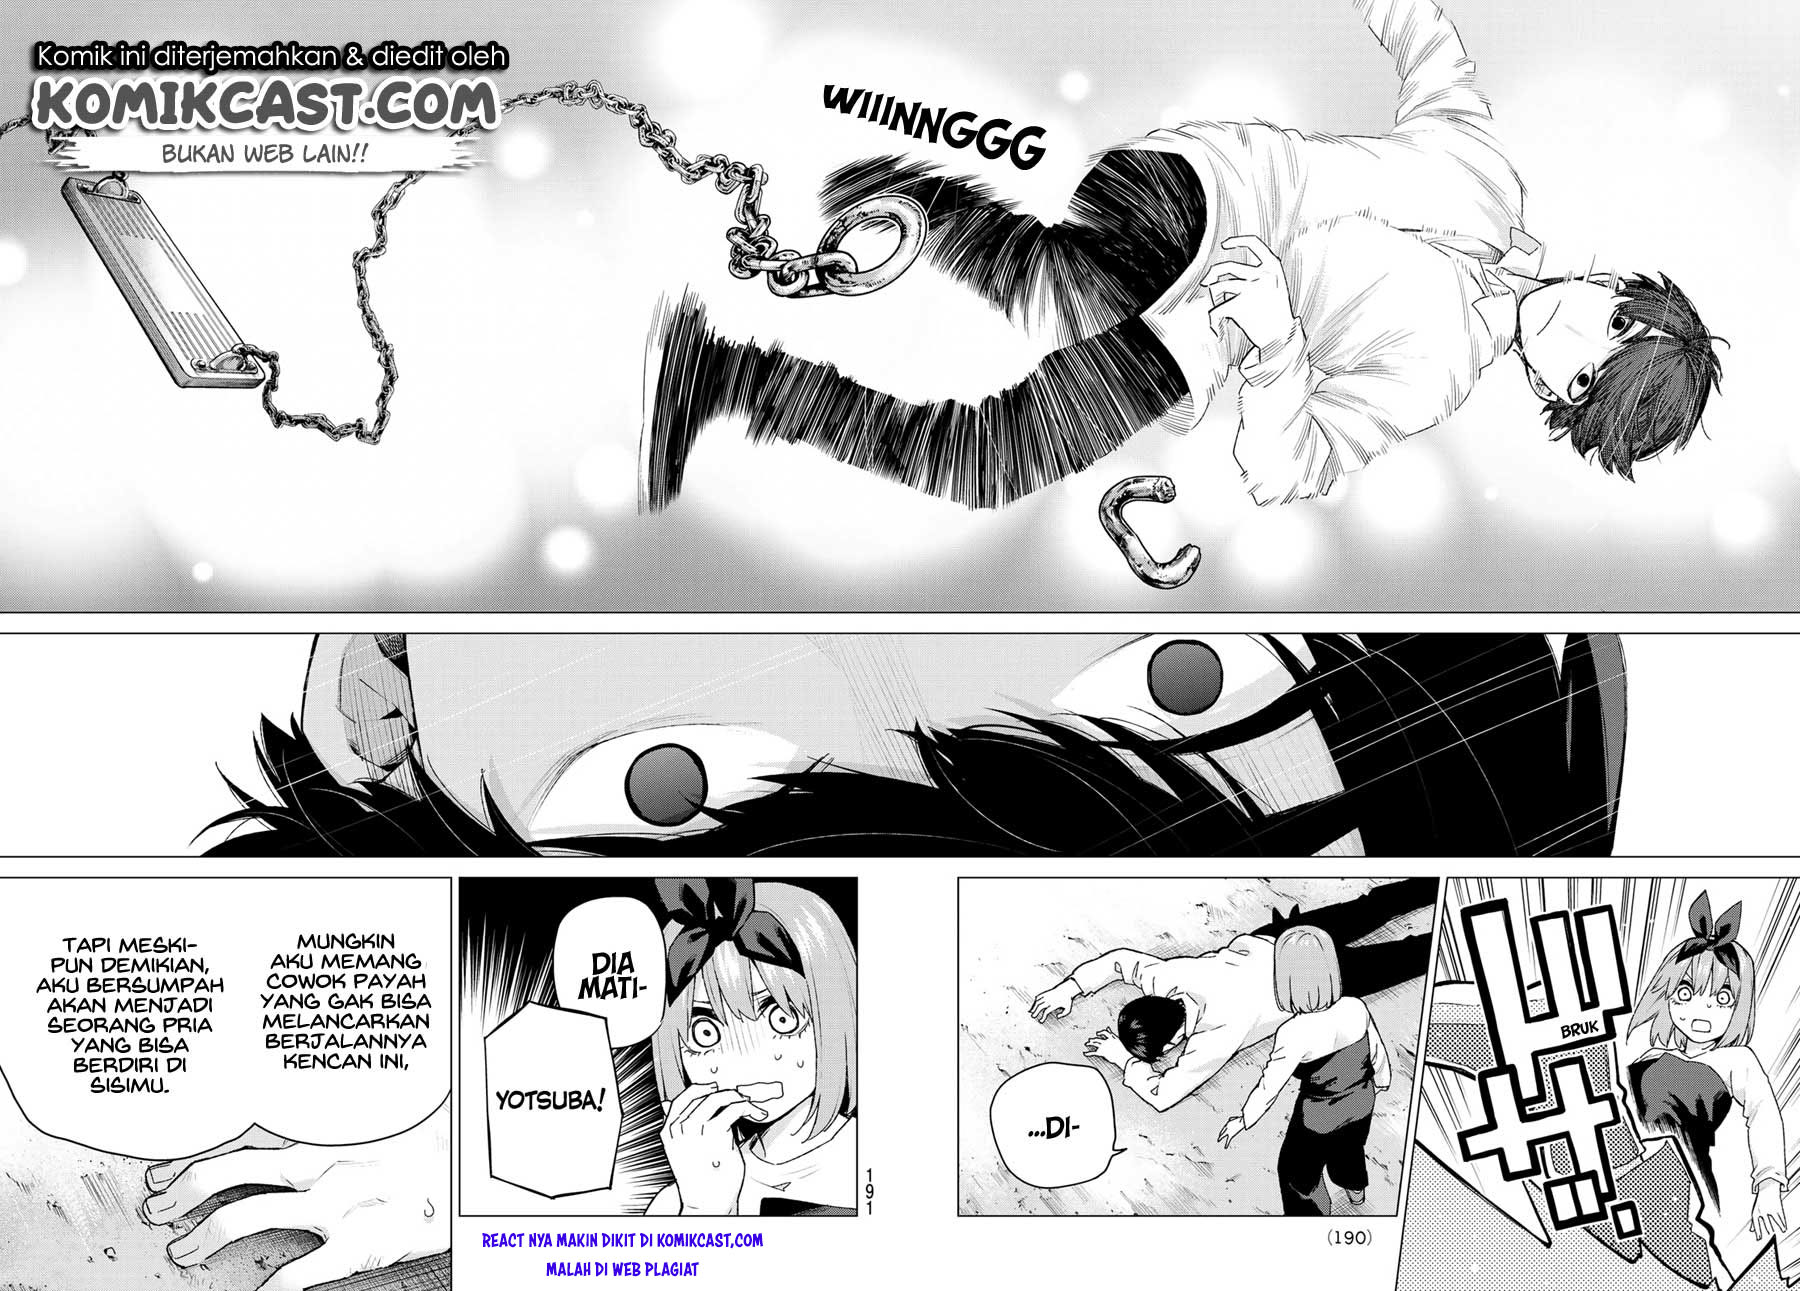 Komik ini diterjemahkan & diedit oleh
KOMIKCAST.COM
BUKAN WEB LAIN!!
WIIINNGGG
BRUK
...DI-
DIA
MATI-
YOTSUBA!
MUNGKIN
AKU MEMANG
COWOK PAYAH
YANG GAK BISA
MELANCARKAN
BERJALANNYA
KENCAN INI,
TAPI MESKI-
PUN DEMIKIAN,
AKU BERSUMPAH
AKAN MENJADI
SEORANG PRIA
YANG BISA
BERDIRI DI
SISIMU.
(190)
191
REACT NYA MAKIN DIKIT DI KOMIKCAST,COM
MALAH DI WEB PLAGIAT